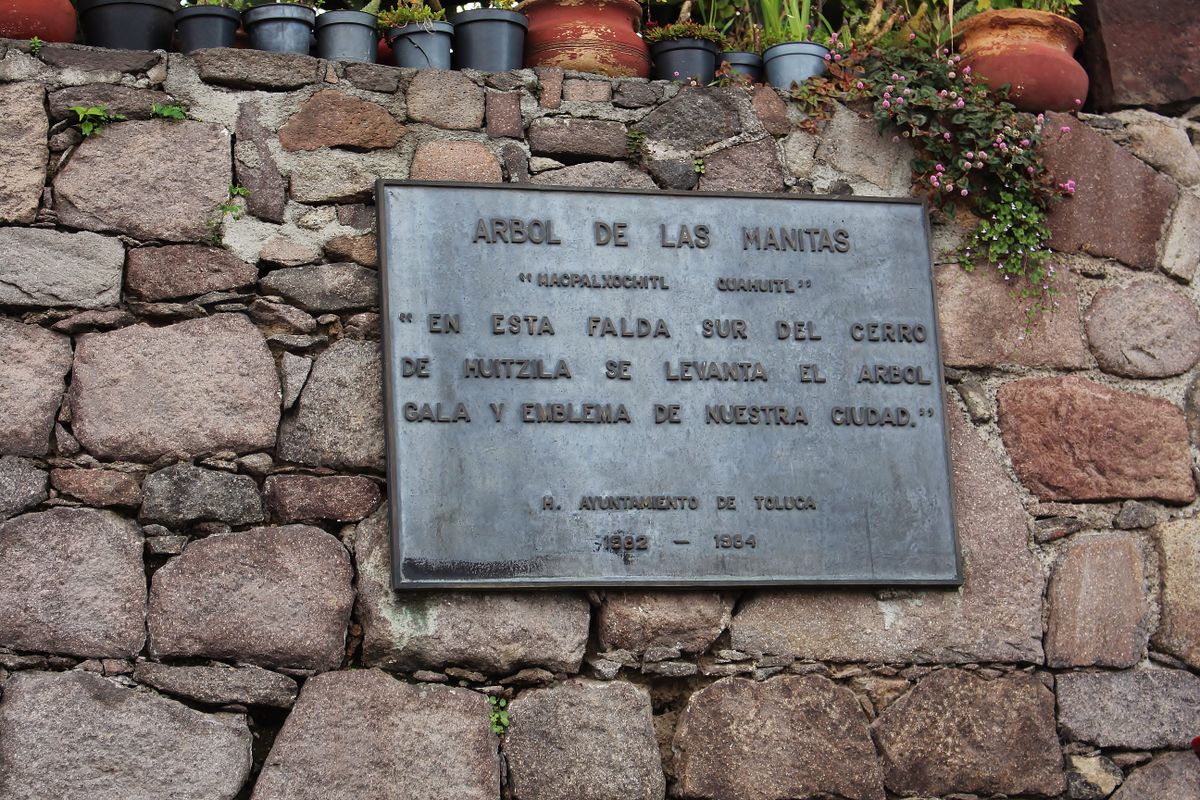 ARBOL DE LAS MANITAS
"MACPALXOCHITL QUAHUITL"
"EN ESTA FALDA SUR DEL CERRO
DE HUITZILA SE LEVANTA EL ARBOL
GALA Y EMBLEMA DE NUESTRA CIUDAD."
H. AYUNTAMIENTO DE TOLUCA
1982 - 1984